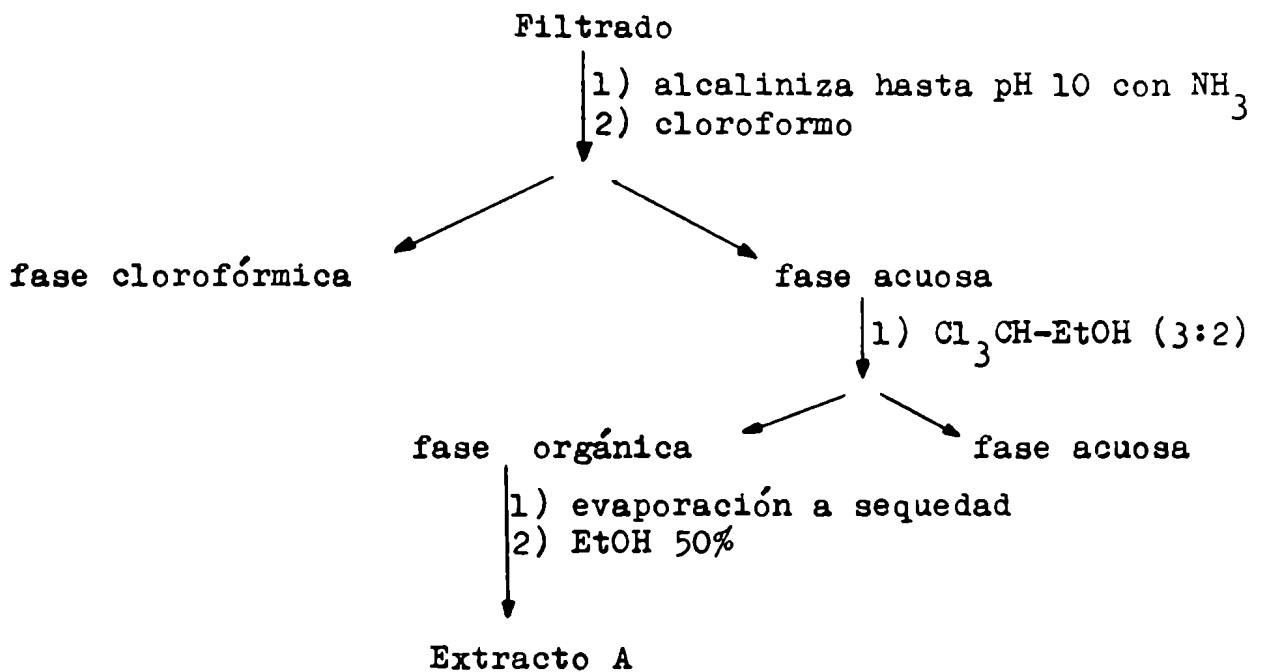 Filtrado
1) alcaliniza hasta pH 10 con NH3
2) cloroformo
fase clorofórmica
fase acuosa
1) Cl3CH-EtOH (3:2)
fase orgánica
fase acuosa
1) evaporación a sequedad
2) EtOH 50%
Extracto A